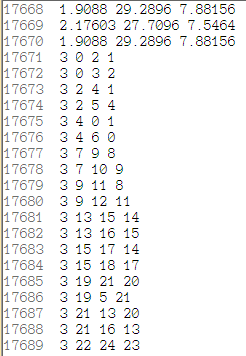 17668 1.9088 29.2896 7.88156
17669 2.17603 27.7096 7.5464
17670 1.9088 29.2896 7.88156
17671 3 0 2 1
17672 3 0 3 2
17673 3 2 4 1
17674 3 2 5 4
17675 3 4 0 1
17676 3 4 6 0
17677 3 7 9 8
17678 3 7 10 9
17679 3 9 11 8
17680 3 9 12 11
17681 3 13 15 14
17682 3 13 16 15
17683 3 15 17 14
17684 3 15 18 17
17685 3 19 21 20
17686 3 19 5 21
17687 3 21 13 20
17688 3 21 16 13
17689 3 22 24 23